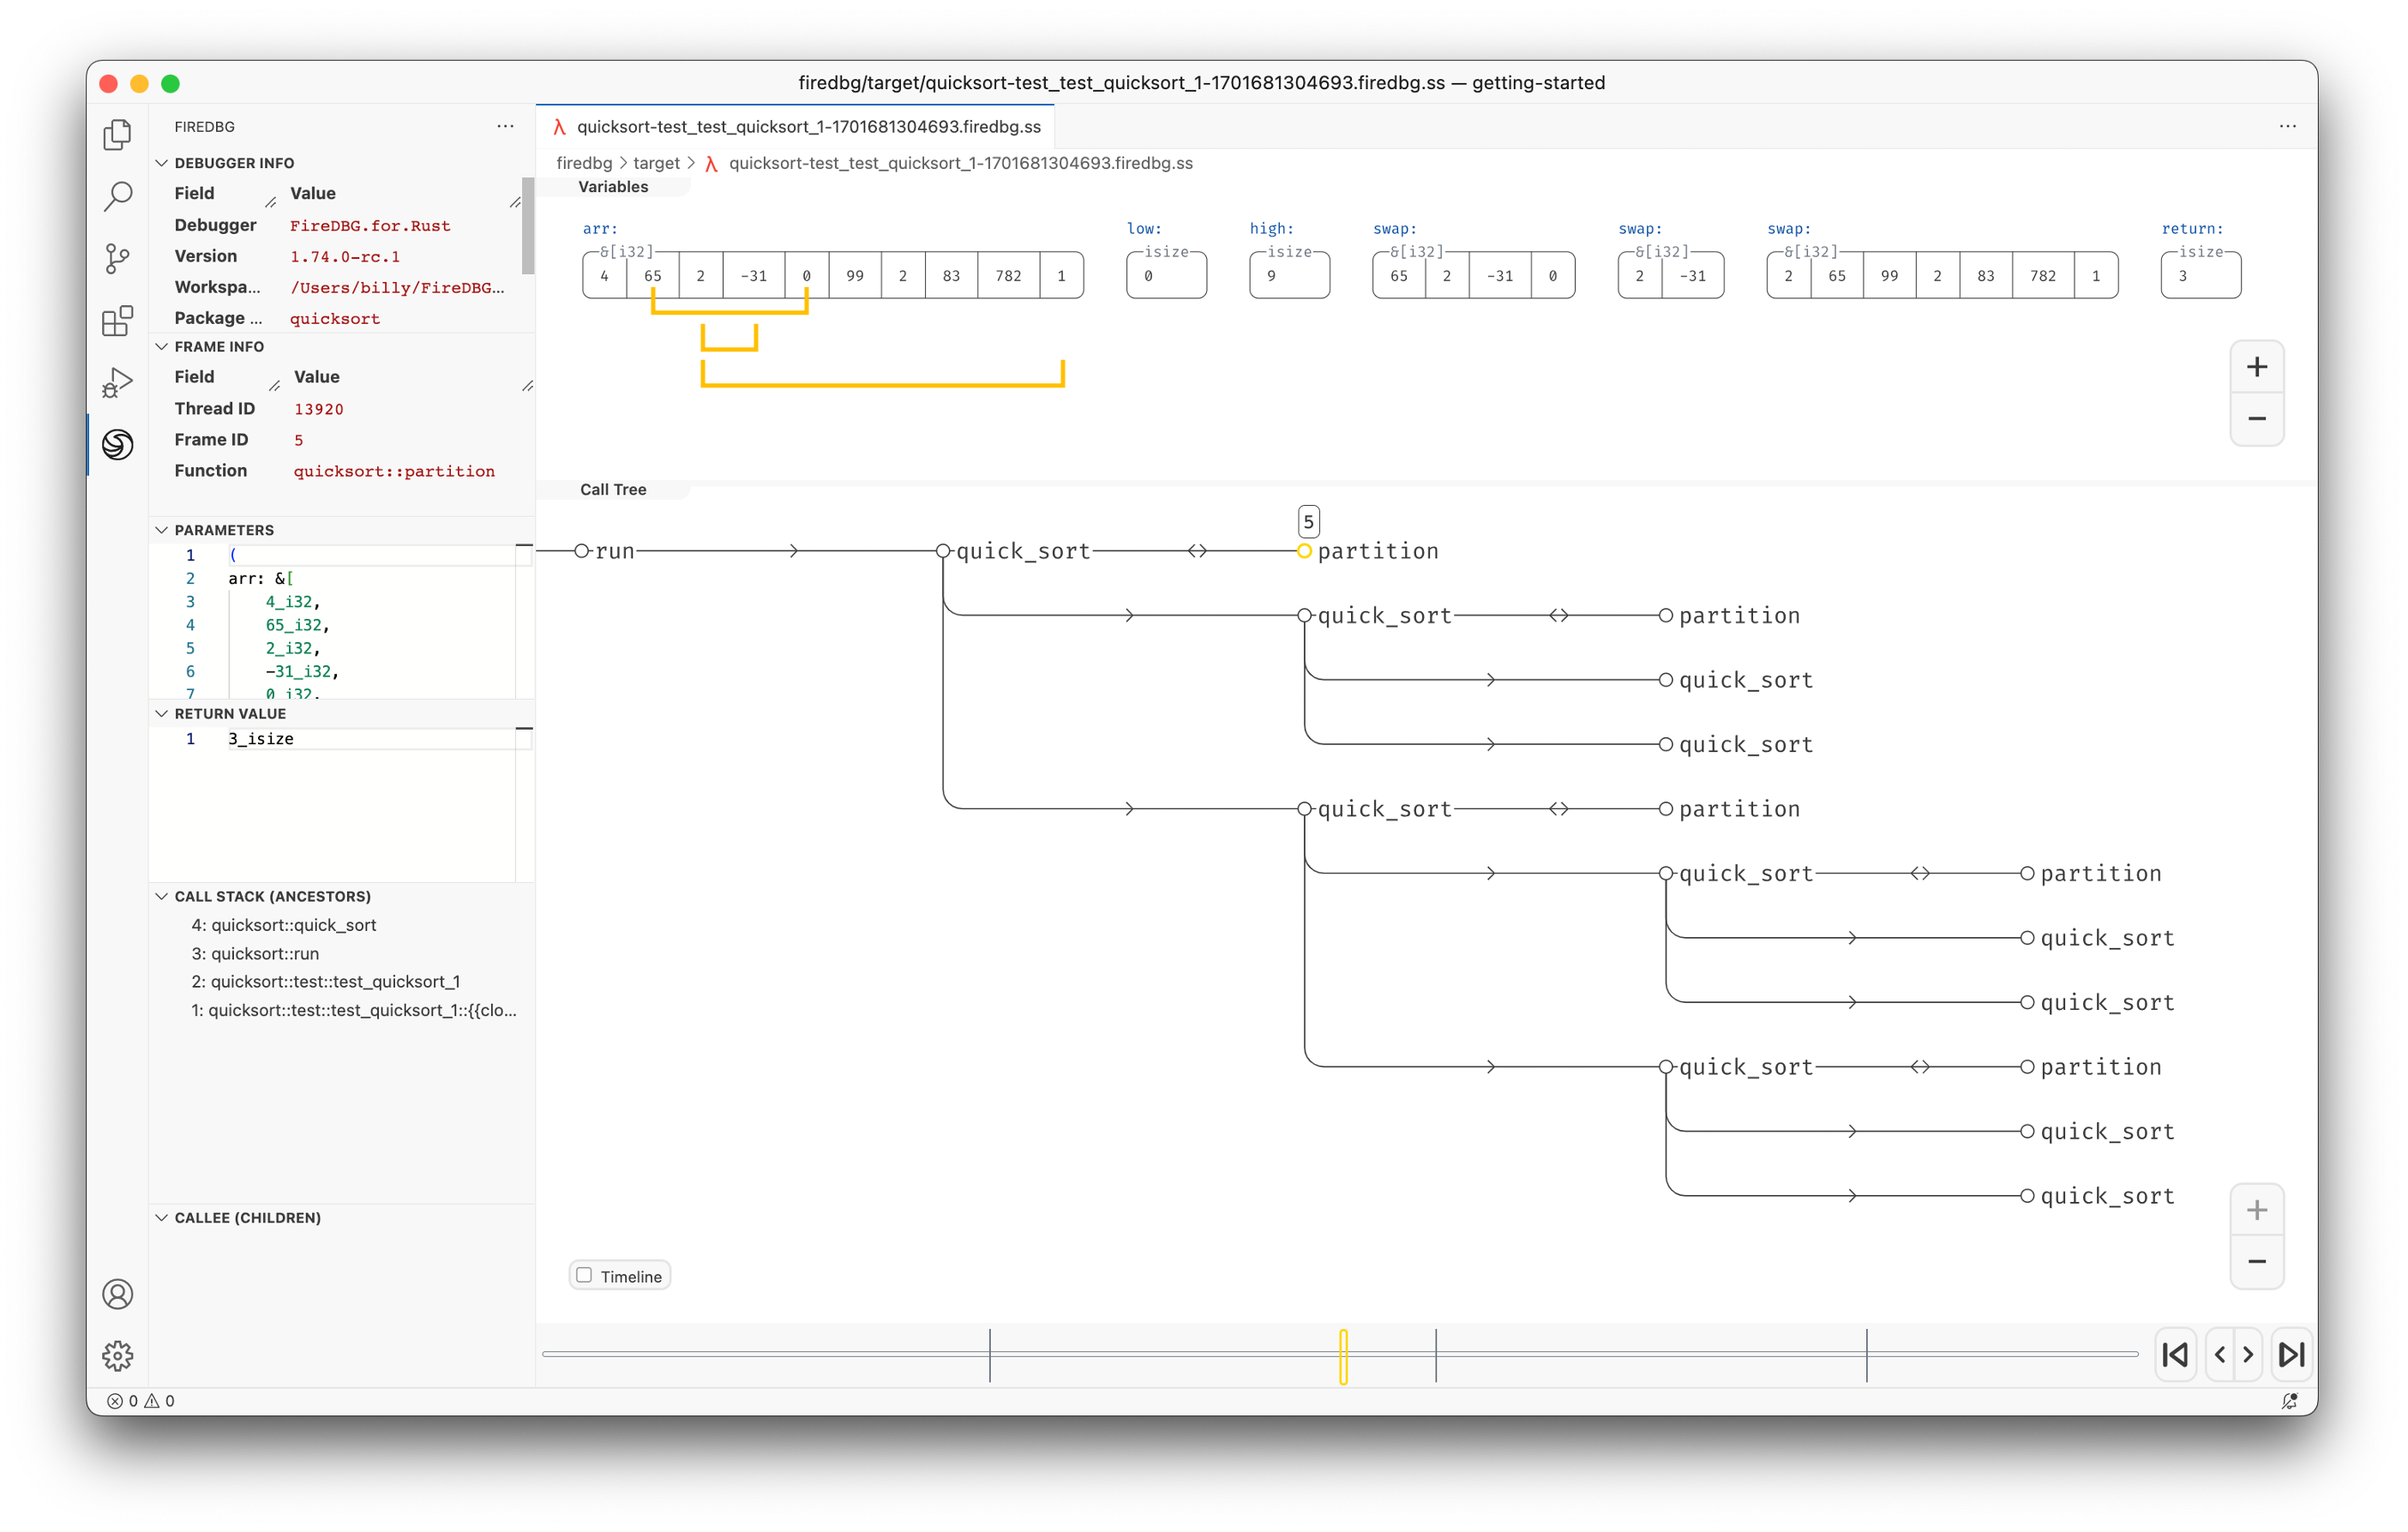 firedbg/target/quicksort-test_test_quicksort_1-1701681304693.firedbg.ss — getting-started
FIREDBG
DEBUGGER INFO
Field Value
Debugger FireDBG.for.Rust
Version 1.74.0-rc.1
Workspa... /Users/billy/FireDBG...
Package ... quicksort
FRAME INFO
Field Value
Thread ID 13920
Frame ID 5
Function quicksort::partition
PARAMETERS
1 (
2 arr: &[
3 4_i32,
4 65_i32,
5 2_i32,
6 -31_i32,
7 0_i32,
RETURN VALUE
1 3_isize
CALL STACK (ANCESTORS)
4: quicksort::quick_sort
3: quicksort::run
2: quicksort::test::test_quicksort_1
1: quicksort::test::test_quicksort_1::{{clo...
CALLEE (CHILDREN)
quicksort-test_test_quicksort_1-1701681304693.firedbg.ss
firedbg > target > quicksort-test_test_quicksort_1-1701681304693.firedbg.ss
Variables
arr: low: high: swap: swap: swap: return:
&[i32] isize isize &[i32] &[i32] &[i32] isize
4 65 2 -31 0 99 2 83 782 1 0 9 65 2 -31 0 2 -31 2 65 99 2 83 782 1 3
+
−
Call Tree
5
run quick_sort partition
quick_sort partition
quick_sort
quick_sort
quick_sort partition
quick_sort partition
quick_sort
quick_sort
quick_sort partition
quick_sort
quick_sort
+
−
Timeline
0 0